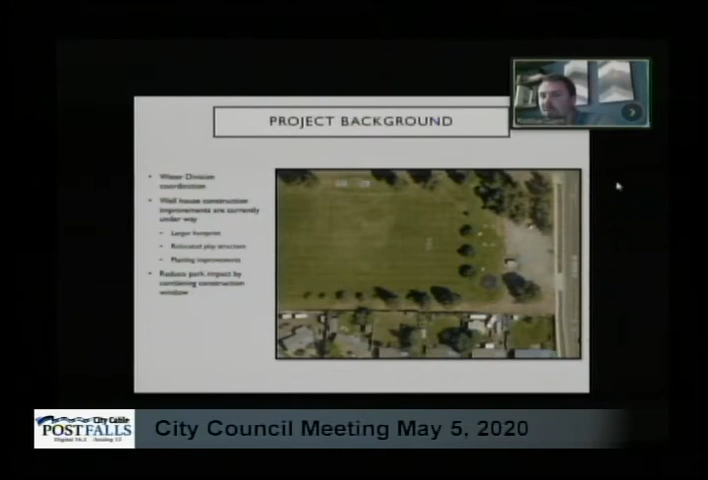 PROJECT BACKGROUND
• Water Division
coordination
• Well house construction
improvements are currently
under way
• Larger footprint
• Relocated play structure
• Planting improvements
• Reduce park impact by
combining construction
window
City Cable
POST FALLS
City Council Meeting May 5, 2020